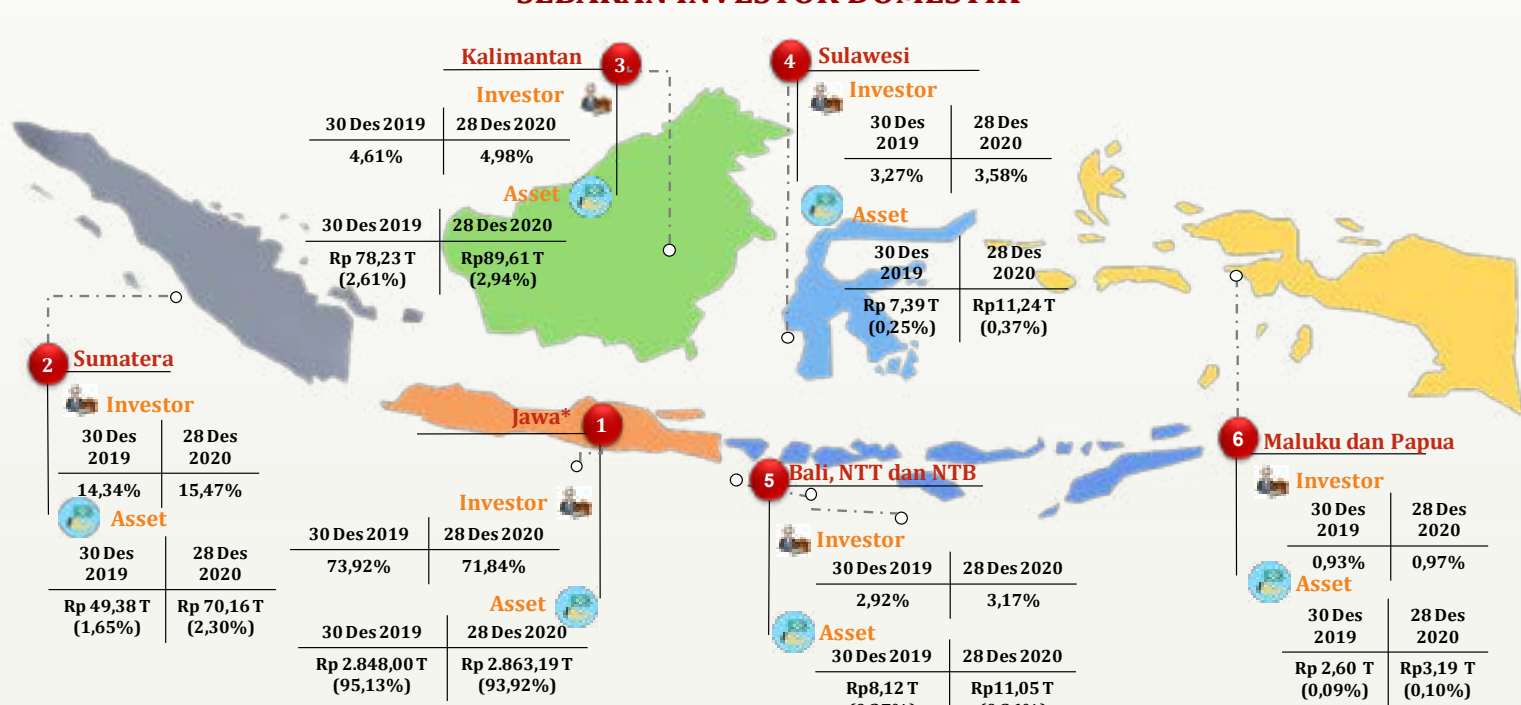 SEBARAN INVESTOR DOMESTIK
3
Kalimantan
Investor
30 Des 2019 28 Des 2020
4,61% 4,98%
Asset
30 Des 2019 28 Des 2020
Rp 78,23 T Rp89,61 T
(2,61%) (2,94%)
4
Sulawesi
Investor
30 Des 28 Des
2019 2020
3,27% 3,58%
Asset
30 Des 28 Des
2019 2020
Rp 7,39 T Rp11,24 T
(0,25%) (0,37%)
2
Sumatera
Investor
30 Des 28 Des
2019 2020
14,34% 15,47%
Asset
30 Des 28 Des
2019 2020
Rp 49,38 T Rp 70,16 T
(1,65%) (2,30%)
Jawa*
1
Investor
30 Des 2019 28 Des 2020
73,92% 71,84%
Asset
30 Des 2019 28 Des 2020
Rp 2.848,00 T Rp 2.863,19 T
(95,13%) (93,92%)
5
Bali, NTT dan NTB
Investor
30 Des 2019 28 Des 2020
2,92% 3,17%
Asset
30 Des 2019 28 Des 2020
Rp8,12 T Rp11,05 T
6
Maluku dan Papua
Investor
30 Des 28 Des
2019 2020
0,93% 0,97%
Asset
30 Des 28 Des
2019 2020
Rp 2,60 T Rp3,19 T
(0,09%) (0,10%)